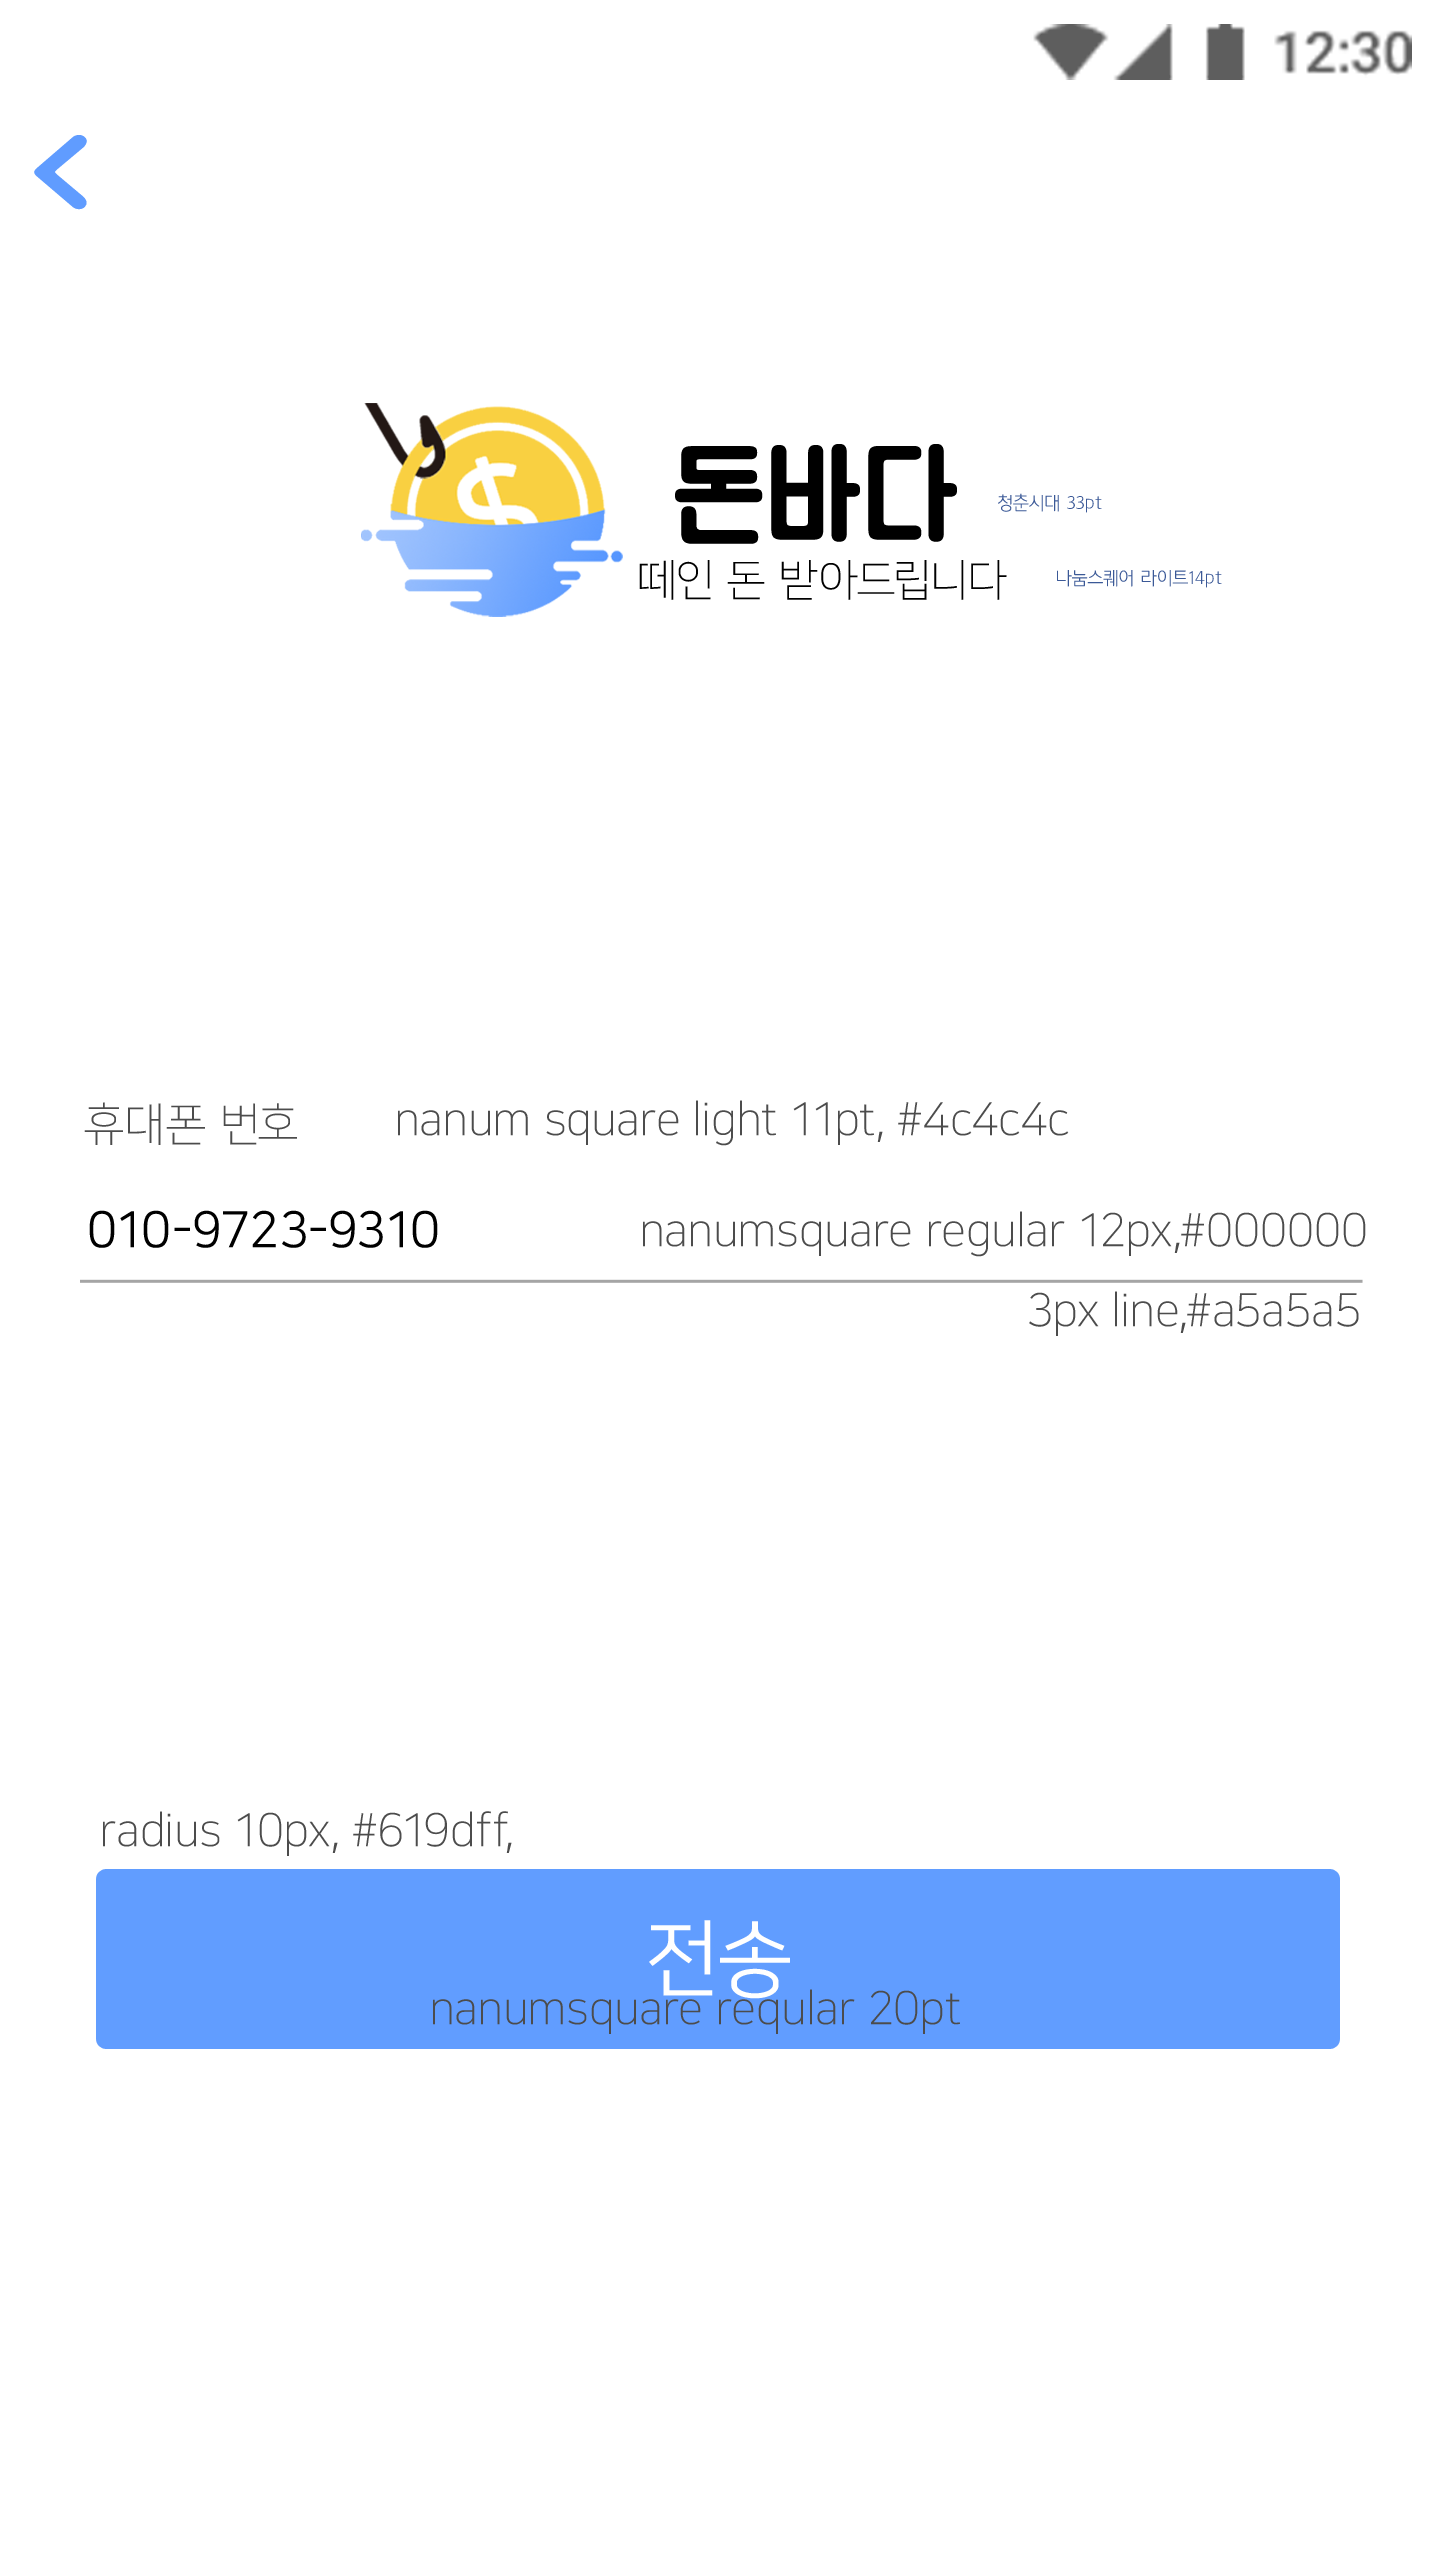 12:30
돈바다 청춘시대 33pt
떼인 돈 받아드립니다 나눔스퀘어 라이트14pt
휴대폰 번호 nanum square light 11pt, #4c4c4c
010-9723-9310 nanumsquare regular 12px,#000000
3px line,#a5a5a5
radius 10px, #619dff,
전송
nanumsquare reqular 20pt